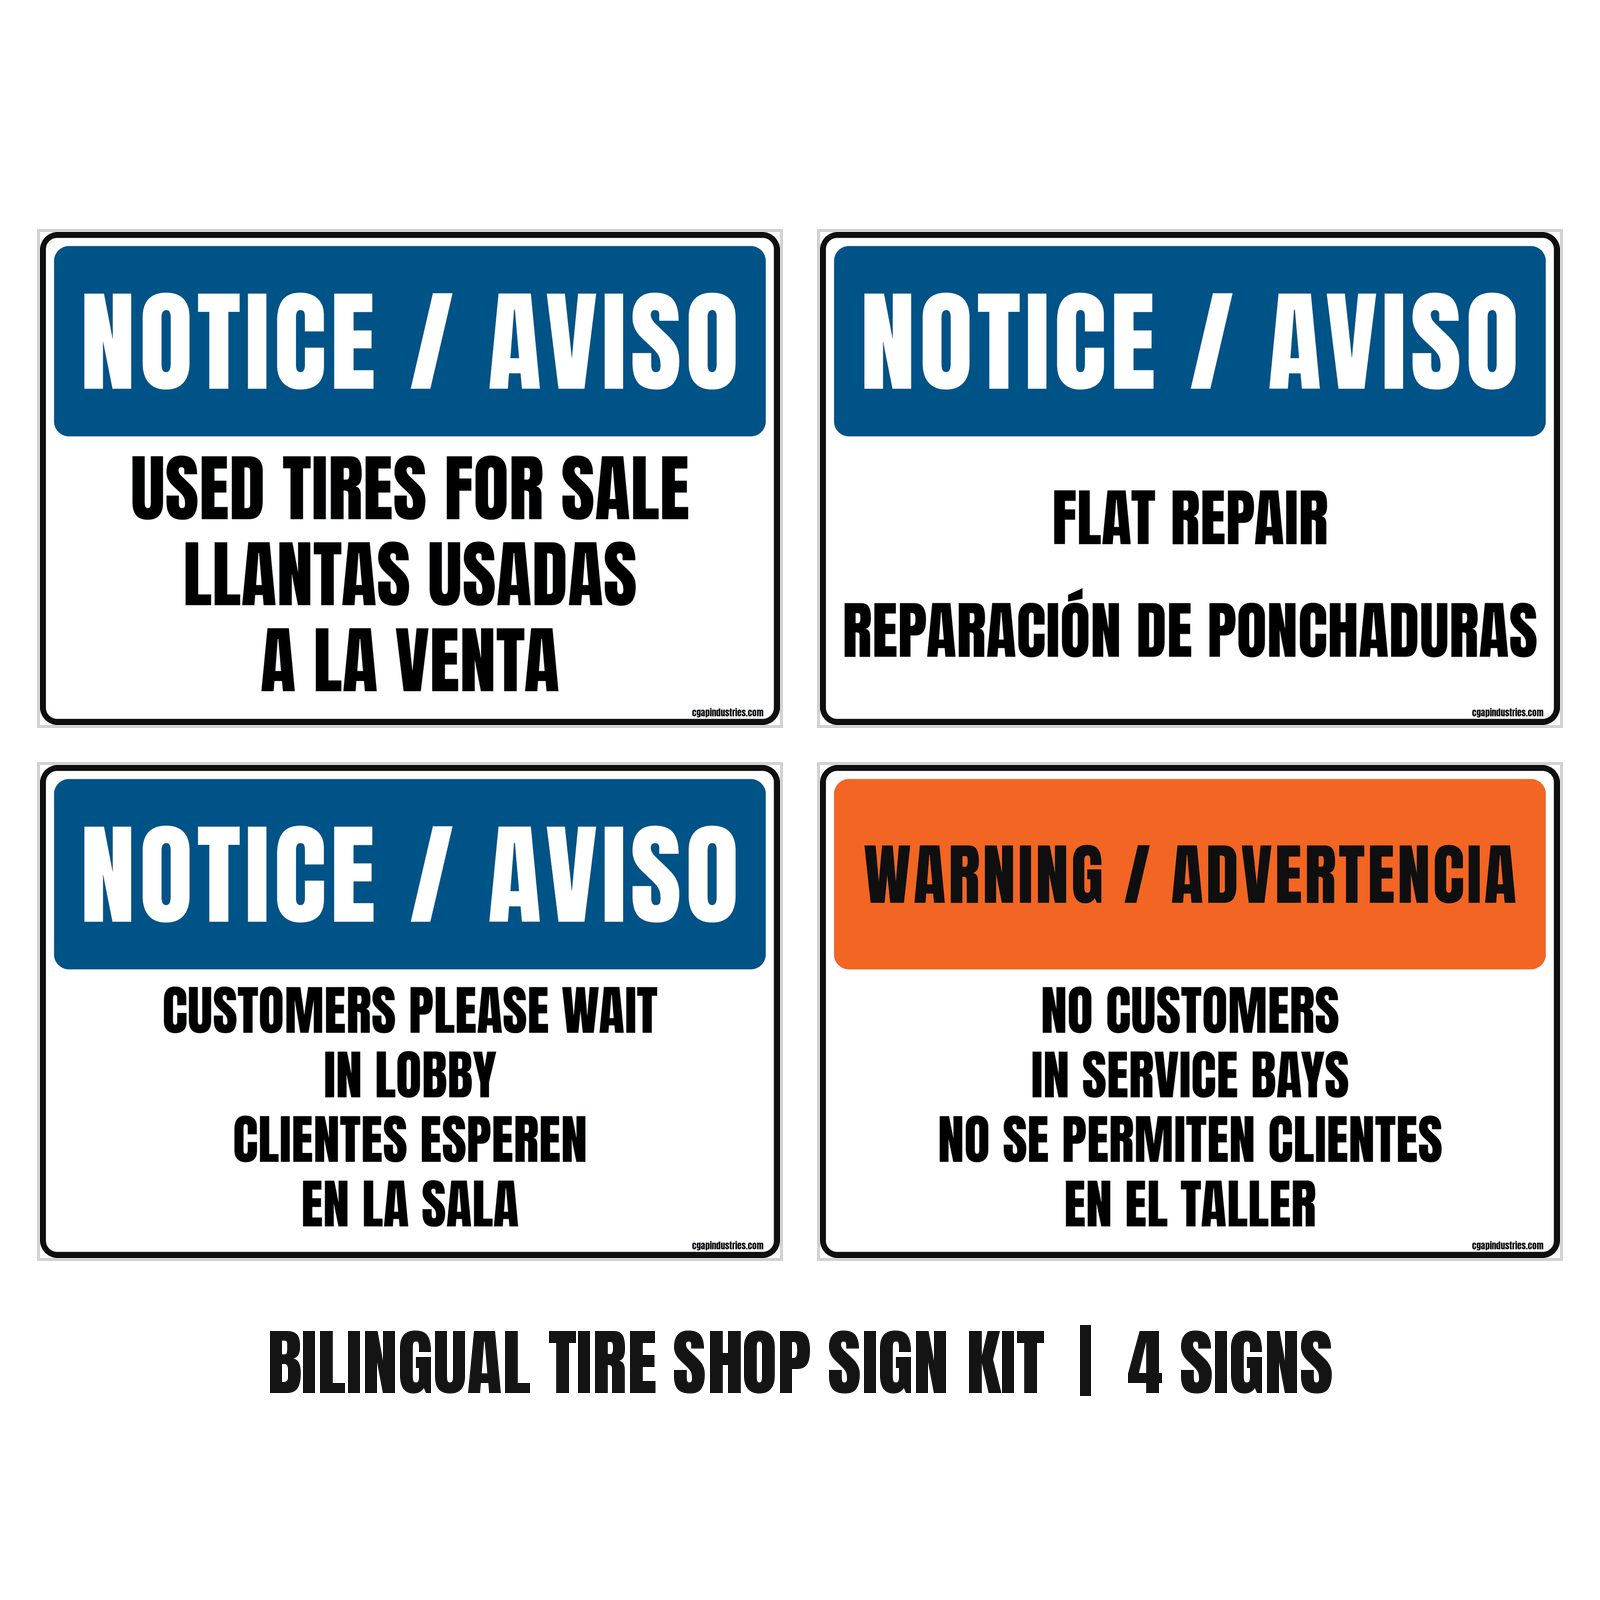 NOTICE / AVISO
USED TIRES FOR SALE
LLANTAS USADAS
A LA VENTA
cgapindustries.com
NOTICE / AVISO
FLAT REPAIR
REPARACIÓN DE PONCHADURAS
cgapindustries.com
NOTICE / AVISO
CUSTOMERS PLEASE WAIT
IN LOBBY
CLIENTES ESPEREN
EN LA SALA
cgapindustries.com
WARNING / ADVERTENCIA
NO CUSTOMERS
IN SERVICE BAYS
NO SE PERMITEN CLIENTES
EN EL TALLER
cgapindustries.com
BILINGUAL TIRE SHOP SIGN KIT | 4 SIGNS